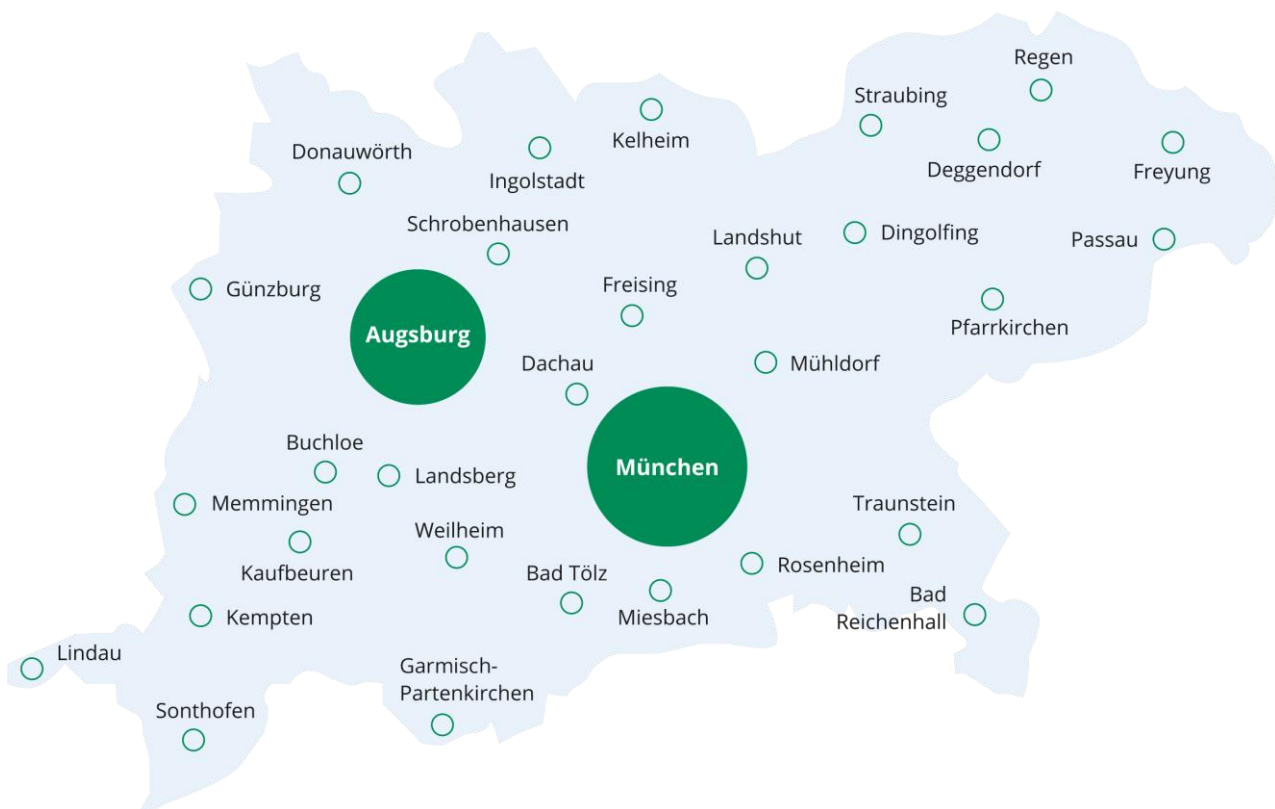 Regen
Straubing
Kelheim
Donauwörth
Deggendorf
Freyung
Ingolstadt
Schrobenhausen
Landshut
Dingolfing
Passau
Günzburg
Freising
Pfarrkirchen
Augsburg
Dachau
Mühldorf
Buchloe
Landsberg
München
Memmingen
Traunstein
Weilheim
Kaufbeuren
Bad Tölz
Rosenheim
Bad
Reichenhall
Kempten
Miesbach
Lindau
Garmisch-
Partenkirchen
Sonthofen